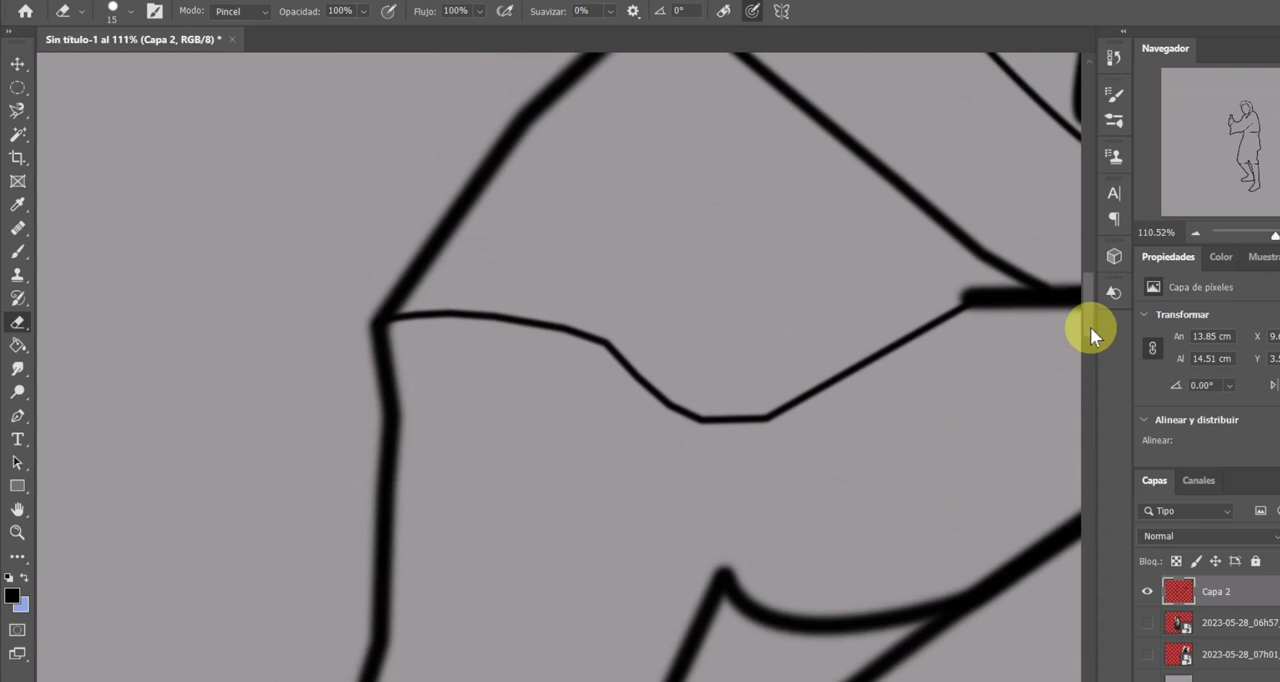 15
Modo: Pincel
Opacidad: 100%
Flujo: 100%
Suavizar: 0%
0°
Sin título-1 al 111% (Capa 2, RGB/8) *
Navegador
110.52%
Propiedades Color
Capa de píxeles
Transformar
An 13.85 cm X
Al 14.51 cm Y
0.00°
Alinear y distribuir
Alinear:
Capas Canales
Tipo
Normal
Bloq.:
Capa 2
2023-05-28_06h57
2023-05-28_07h01